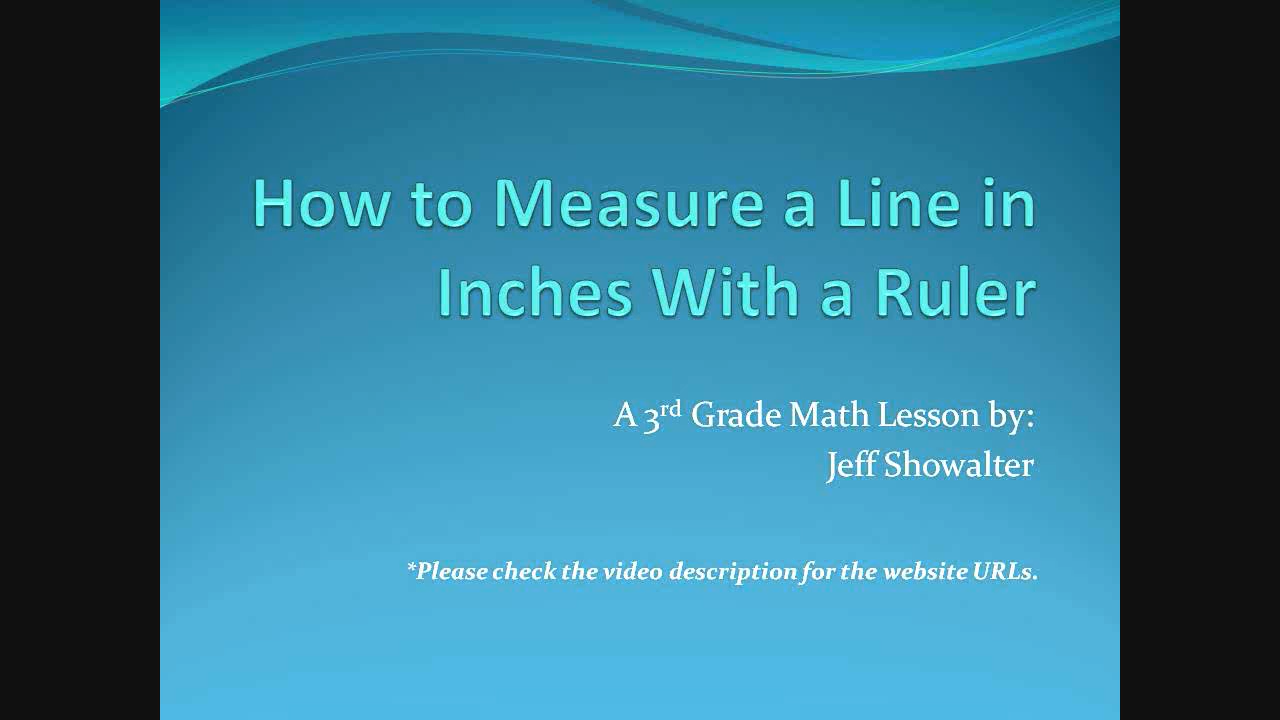 How to Measure a Line in
Inches With a Ruler
A 3rd Grade Math Lesson by:
Jeff Showalter
*Please check the video description for the website URLs.